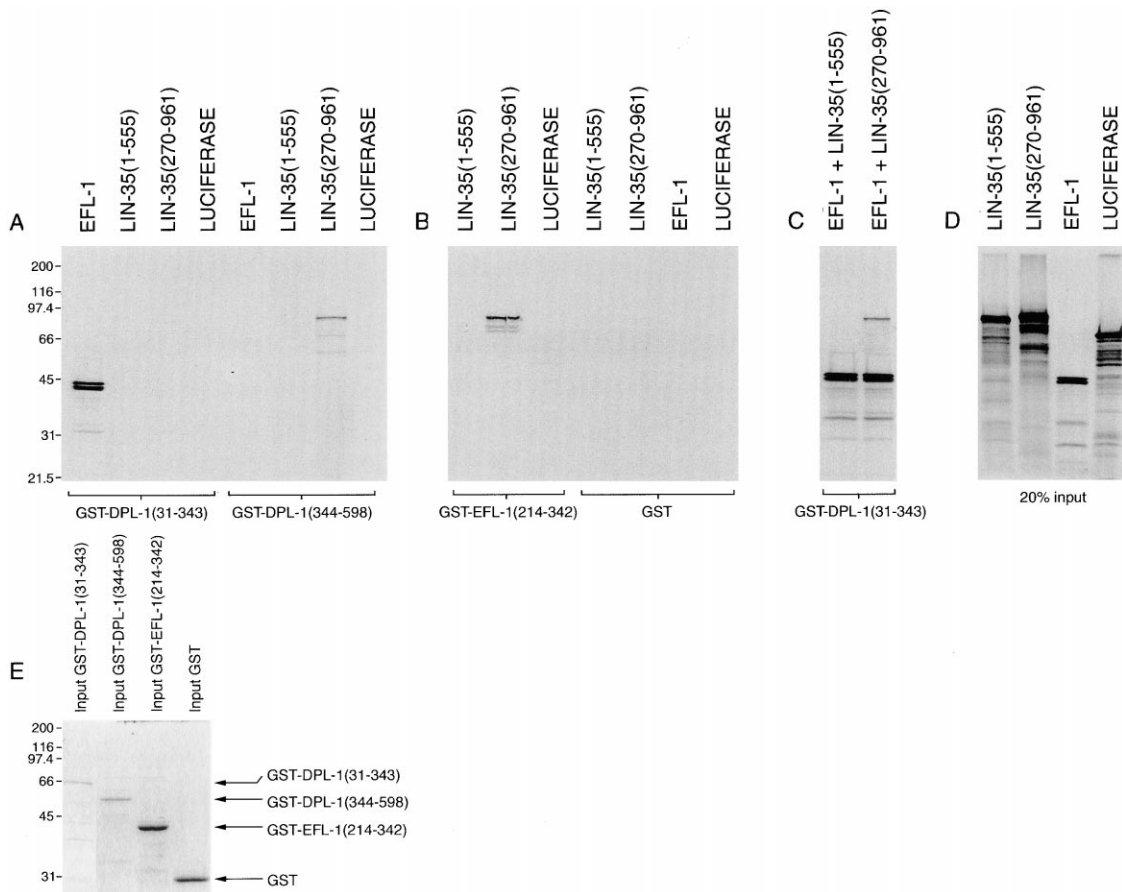 A
EFL-1
LIN-35(1-555)
LIN-35(270-961)
LUCIFERASE
EFL-1
LIN-35(1-555)
LIN-35(270-961)
LUCIFERASE
200
116
97.4
66
45
31
21.5
GST-DPL-1(31-343)
GST-DPL-1(344-598)
B
LIN-35(1-555)
LIN-35(270-961)
LUCIFERASE
LIN-35(1-555)
LIN-35(270-961)
EFL-1
LUCIFERASE
GST-EFL-1(214-342)
GST
C
EFL-1 + LIN-35(1-555)
EFL-1 + LIN-35(270-961)
GST-DPL-1(31-343)
D
LIN-35(1-555)
LIN-35(270-961)
EFL-1
LUCIFERASE
20% input
E
Input GST-DPL-1(31-343)
Input GST-DPL-1(344-598)
Input GST-EFL-1(214-342)
Input GST
200
116
97.4
66
45
31
GST-DPL-1(31-343)
GST-DPL-1(344-598)
GST-EFL-1(214-342)
GST